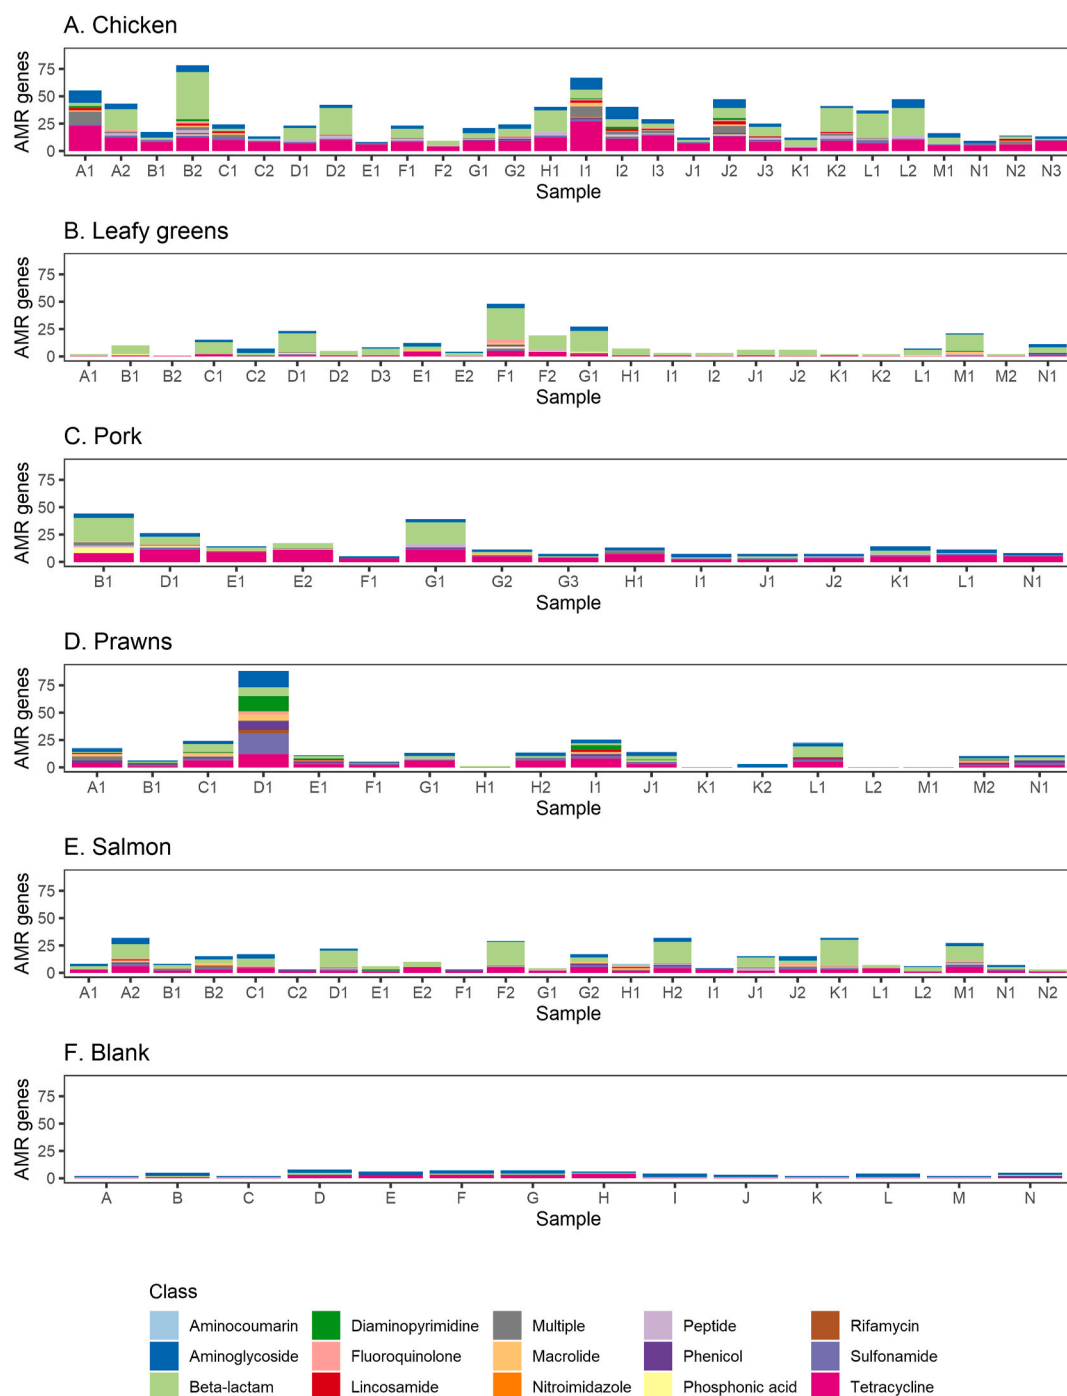 A. Chicken
AMR genes
75
50
25
0
A1 A2 B1 B2 C1 C2 D1 D2 E1 F1 F2 G1 G2 H1 I1 I2 I3 J1 J2 J3 K1 K2 L1 L2 M1 N1 N2 N3
Sample
B. Leafy greens
AMR genes
75
50
25
0
A1 B1 B2 C1 C2 D1 D2 D3 E1 E2 F1 F2 G1 H1 I1 I2 J1 J2 K1 K2 L1 M1 M2 N1
Sample
C. Pork
AMR genes
75
50
25
0
B1 D1 E1 E2 F1 G1 G2 G3 H1 I1 J1 J2 K1 L1 N1
Sample
D. Prawns
AMR genes
75
50
25
0
A1 B1 C1 D1 E1 F1 G1 H1 H2 I1 J1 K1 K2 L1 L2 M1 M2 N1
Sample
E. Salmon
AMR genes
75
50
25
0
A1 A2 B1 B2 C1 C2 D1 E1 E2 F1 F2 G1 G2 H1 H2 I1 J1 J2 K1 L1 L2 M1 N1 N2
Sample
F. Blank
AMR genes
75
50
25
0
A B C D E F G H I J K L M N
Sample
Class
Aminocoumarin Diaminopyrimidine Multiple Peptide Rifamycin
Aminoglycoside Fluoroquinolone Macrolide Phenicol Sulfonamide
Beta-lactam Lincosamide Nitroimidazole Phosphonic acid Tetracycline